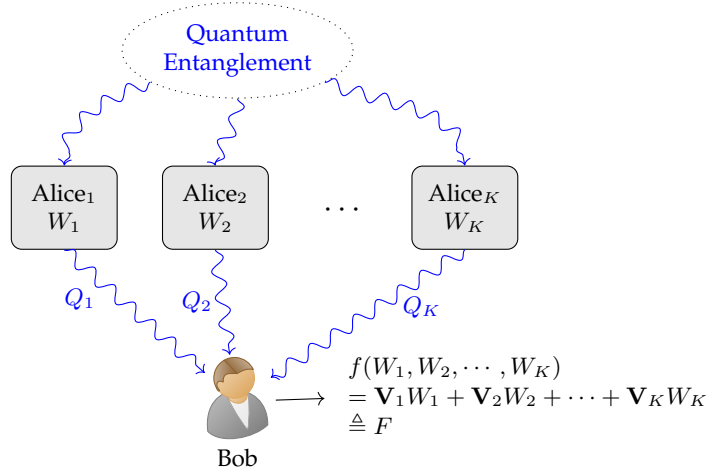 Quantum
Entanglement
Alice₁
W₁
Alice₂
W₂
...
Alice_K
W_K
Q₁
Q₂
Q_K
f(W₁, W₂, ⋯ , W_K)
= V₁W₁ + V₂W₂ + ⋯ + V_KW_K
≜ F
Bob